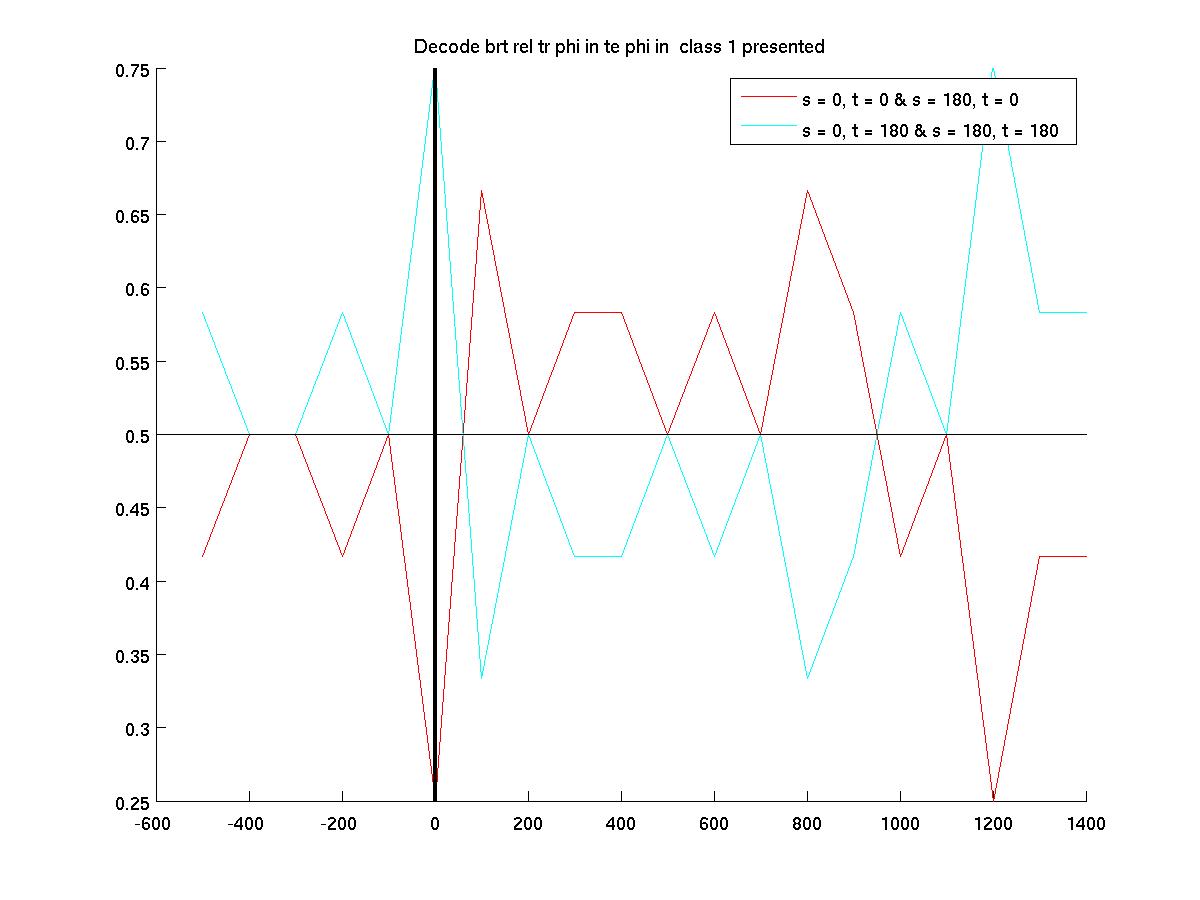 Decode brt rel tr phi in te phi in  class 1 presented
s = 0, t = 0 & s = 180, t = 0
s = 0, t = 180 & s = 180, t = 180
0.75
0.7
0.65
0.6
0.55
0.5
0.45
0.4
0.35
0.3
0.25
-600 -400 -200 0 200 400 600 800 1000 1200 1400